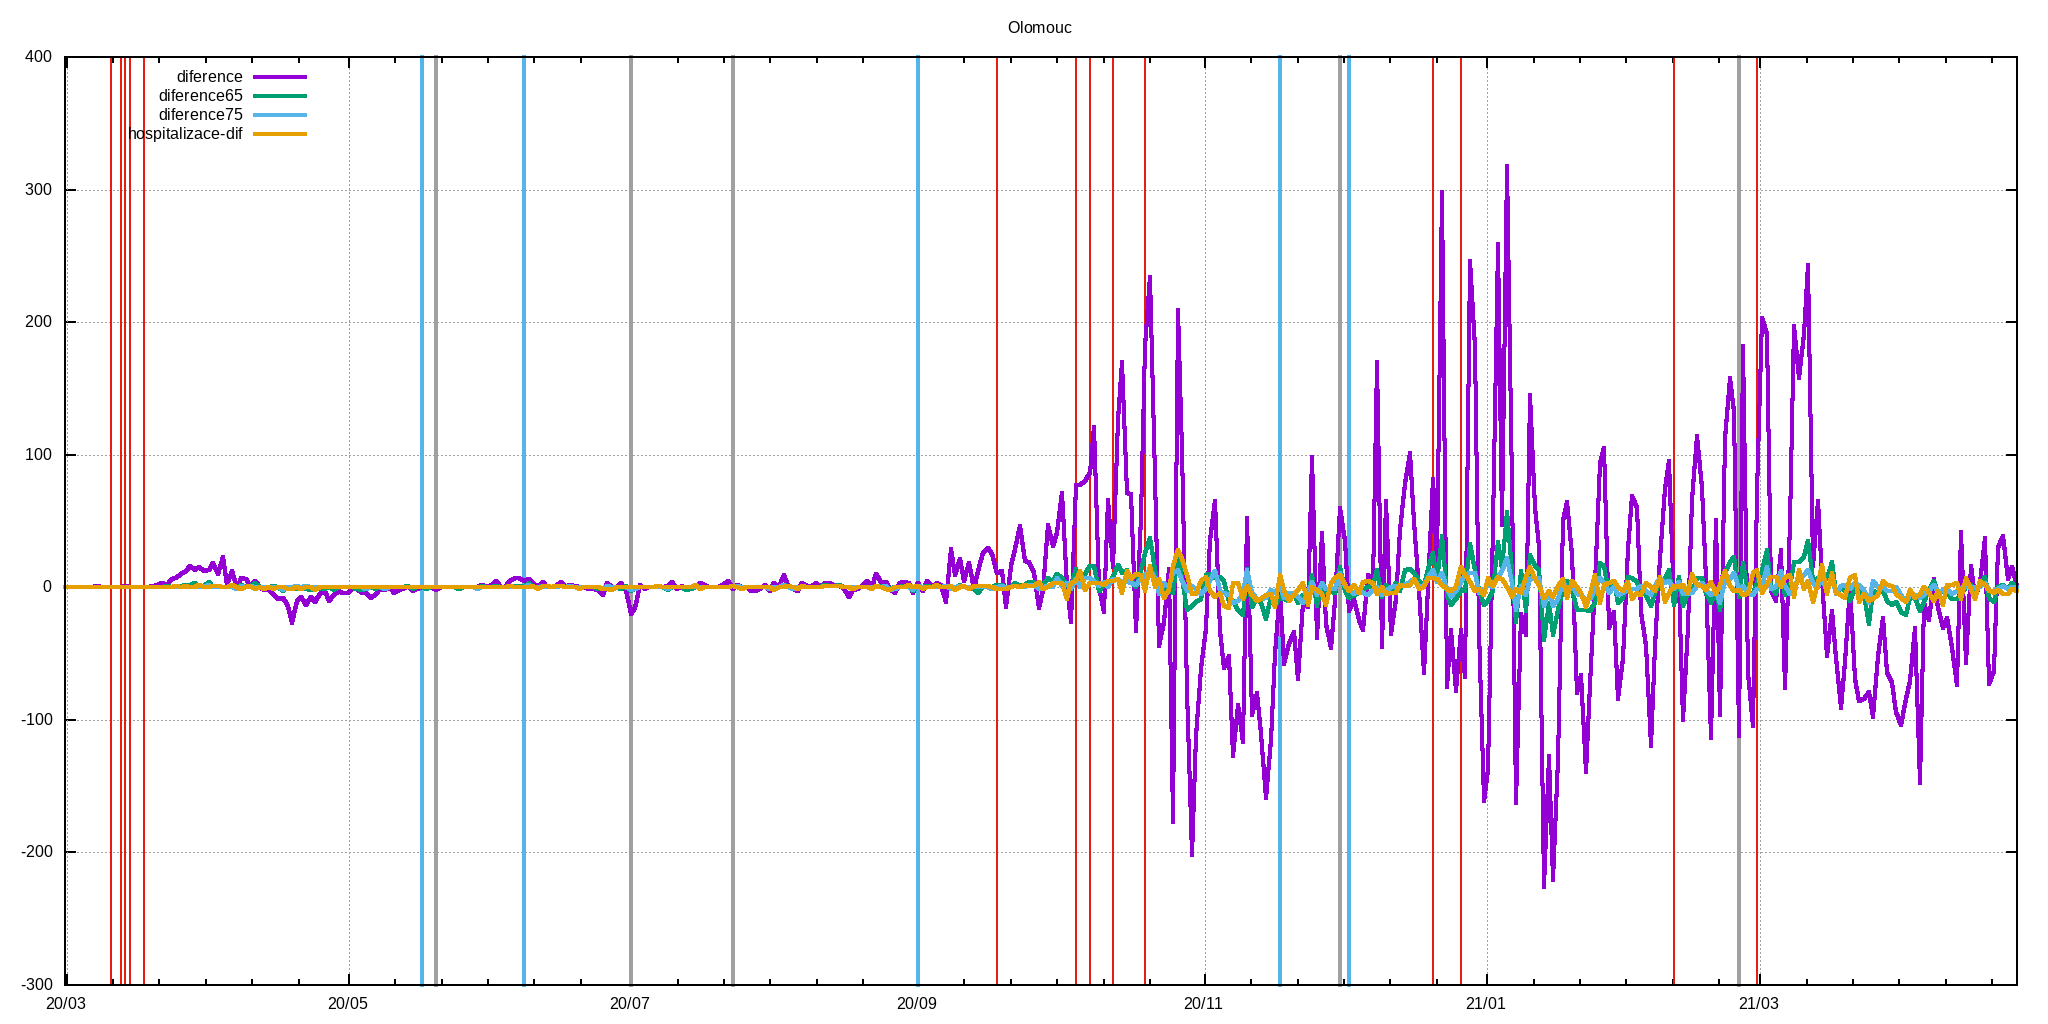 Olomouc
400
300
200
100
0
-100
-200
-300
diference
diference65
diference75
hospitalizace-dif
20/03 20/05 20/07 20/09 20/11 21/01 21/03